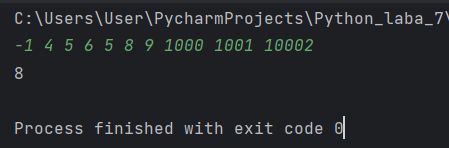 C:\Users\User\PycharmProjects\Python_laba_7\
-1 4 5 6 5 8 9 1000 1001 10002
8
Process finished with exit code 0